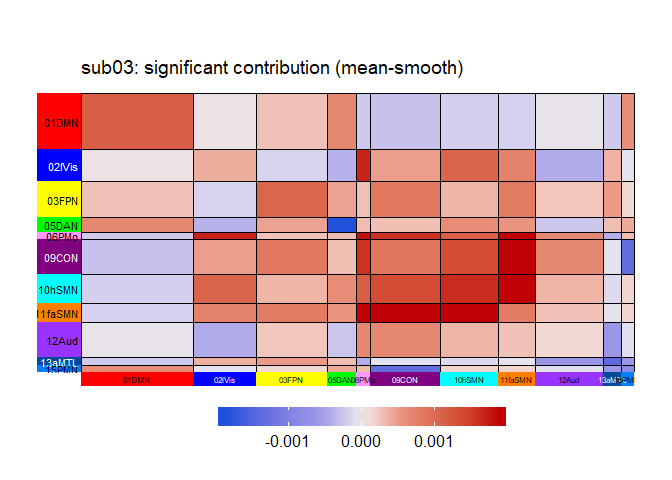 sub03: significant contribution (mean-smooth)
01DMN
02lVis
03FPN
05DAN
06PMo
09CON
10hSMN
11faSMN
12Aud
13aMTL
15PMN
01DMN 02lVis 03FPN 05DAN 06PMo 09CON 10hSMN 11faSMN 12Aud
-0.001 0.000 0.001